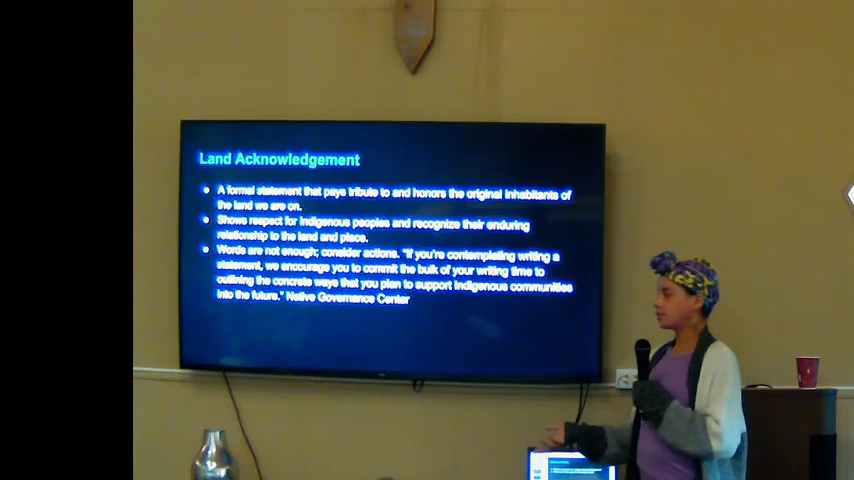 Land Acknowledgement
● A formal statement that pays tribute to and honors the original inhabitants of
the land we are on.
● Shows respect for indigenous peoples and recognize their enduring
relationship to the land and place.
● Words are not enough; consider actions. "If you're contemplating writing a
statement, we encourage you to commit the bulk of your writing time to
outlining the concrete ways that you plan to support Indigenous communities
into the future." Native Governance Center